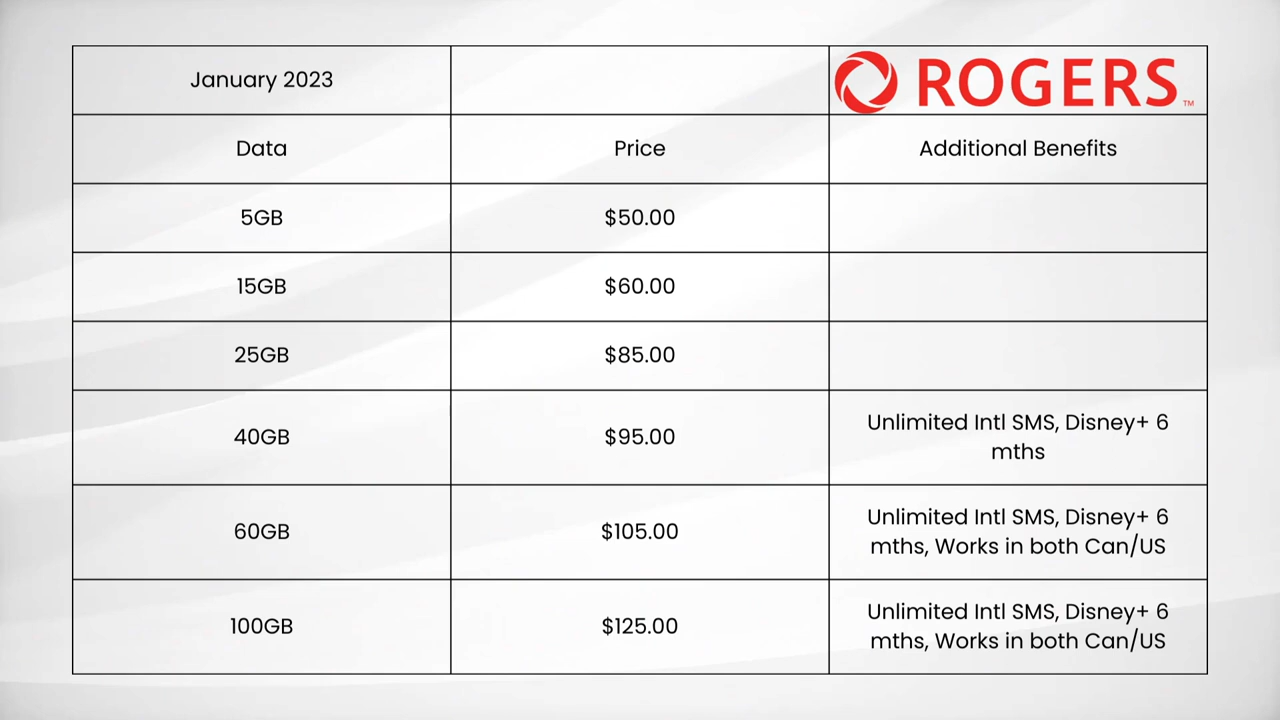 January 2023
ROGERS™
Data
Price
Additional Benefits
5GB
$50.00
15GB
$60.00
25GB
$85.00
40GB
$95.00
Unlimited Intl SMS, Disney+ 6
mths
60GB
$105.00
Unlimited Intl SMS, Disney+ 6
mths, Works in both Can/US
100GB
$125.00
Unlimited Intl SMS, Disney+ 6
mths, Works in both Can/US